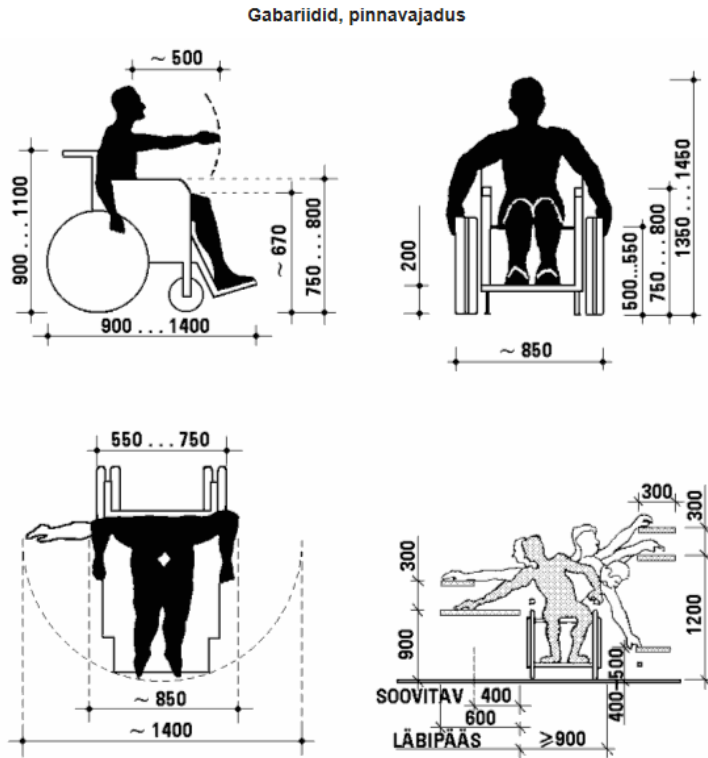 Gabariidid, pinnavajadus
~ 500
900 ... 1100
~ 670
750 ... 800
900 ... 1400
200
500...550
750 ... 800
1350 ... 1450
~ 850
550 ... 750
~ 850
~ 1400
300
900
300
300
1200
400–500
SOOVITAV 400
600
LÄBIPÄÄS ≥900